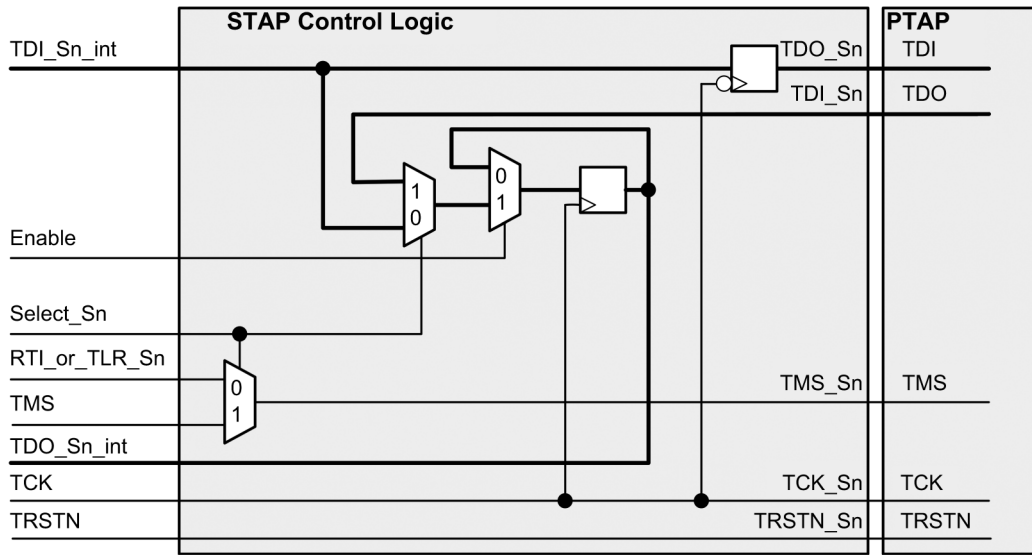 STAP Control Logic
PTAP
TDI_Sn_int
TDO_Sn
TDI
TDI_Sn
TDO
0
1
1
0
Enable
Select_Sn
RTI_or_TLR_Sn
0
TMS
1
TMS_Sn
TMS
TDO_Sn_int
TCK
TCK_Sn
TCK
TRSTN
TRSTN_Sn
TRSTN